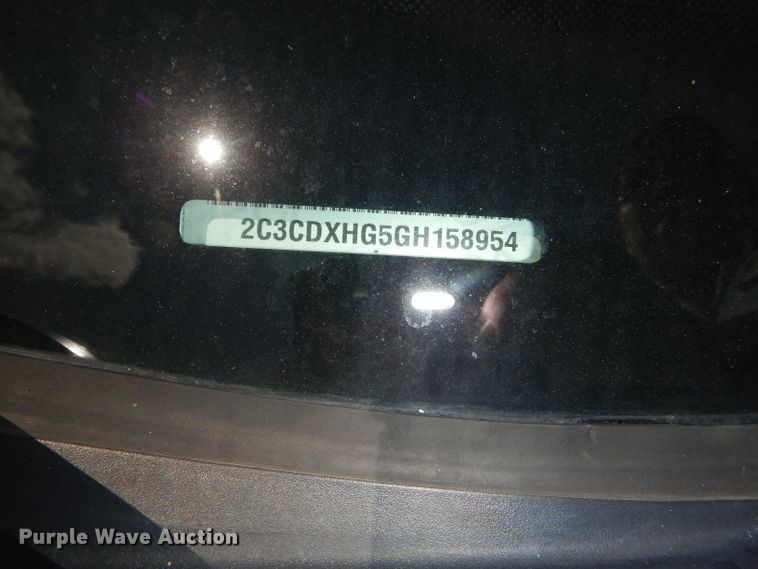 2C3CDXHG5GH158954
Purple Wave Auction